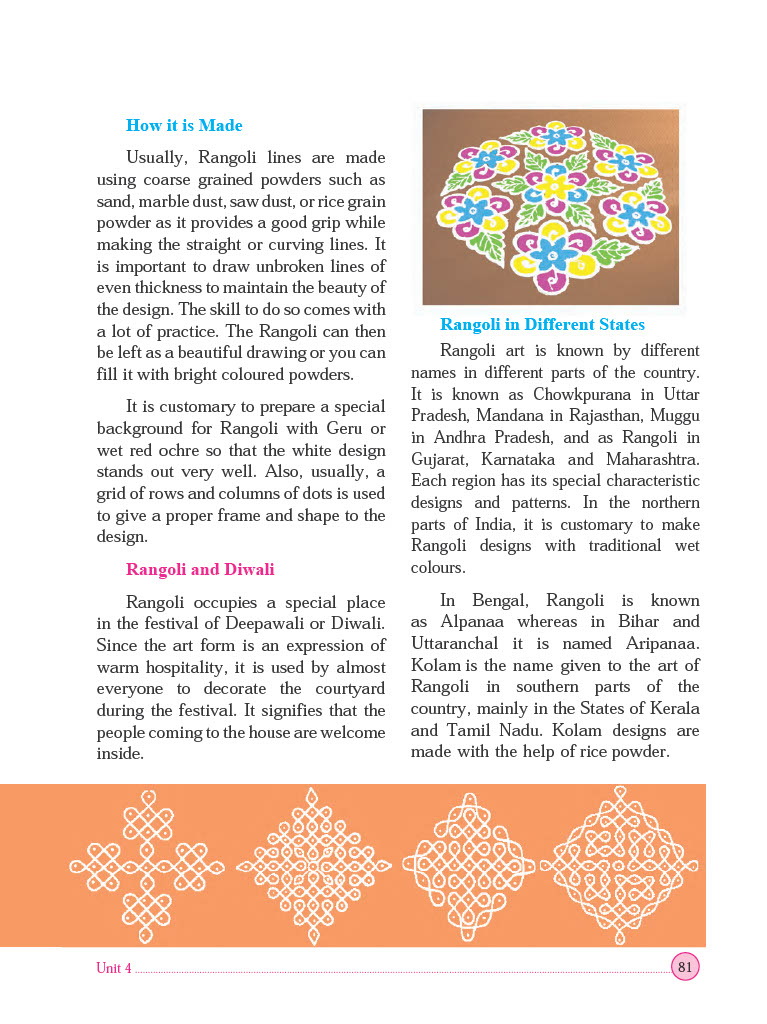 How it is Made
Usually, Rangoli lines are made
using coarse grained powders such as
sand, marble dust, saw dust, or rice grain
powder as it provides a good grip while
making the straight or curving lines. It
is important to draw unbroken lines of
even thickness to maintain the beauty of
the design. The skill to do so comes with
a lot of practice. The Rangoli can then
be left as a beautiful drawing or you can
fill it with bright coloured powders.
It is customary to prepare a special
background for Rangoli with Geru or
wet red ochre so that the white design
stands out very well. Also, usually, a
grid of rows and columns of dots is used
to give a proper frame and shape to the
design.
Rangoli and Diwali
Rangoli occupies a special place
in the festival of Deepawali or Diwali.
Since the art form is an expression of
warm hospitality, it is used by almost
everyone to decorate the courtyard
during the festival. It signifies that the
people coming to the house are welcome
inside.
Rangoli in Different States
Rangoli art is known by different
names in different parts of the country.
It is known as Chowkpurana in Uttar
Pradesh, Mandana in Rajasthan, Muggu
in Andhra Pradesh, and as Rangoli in
Gujarat, Karnataka and Maharashtra.
Each region has its special characteristic
designs and patterns. In the northern
parts of India, it is customary to make
Rangoli designs with traditional wet
colours.
In Bengal, Rangoli is known
as Alpanaa whereas in Bihar and
Uttaranchal it is named Aripanaa.
Kolam is the name given to the art of
Rangoli in southern parts of the
country, mainly in the States of Kerala
and Tamil Nadu. Kolam designs are
made with the help of rice powder.
Unit 4
81